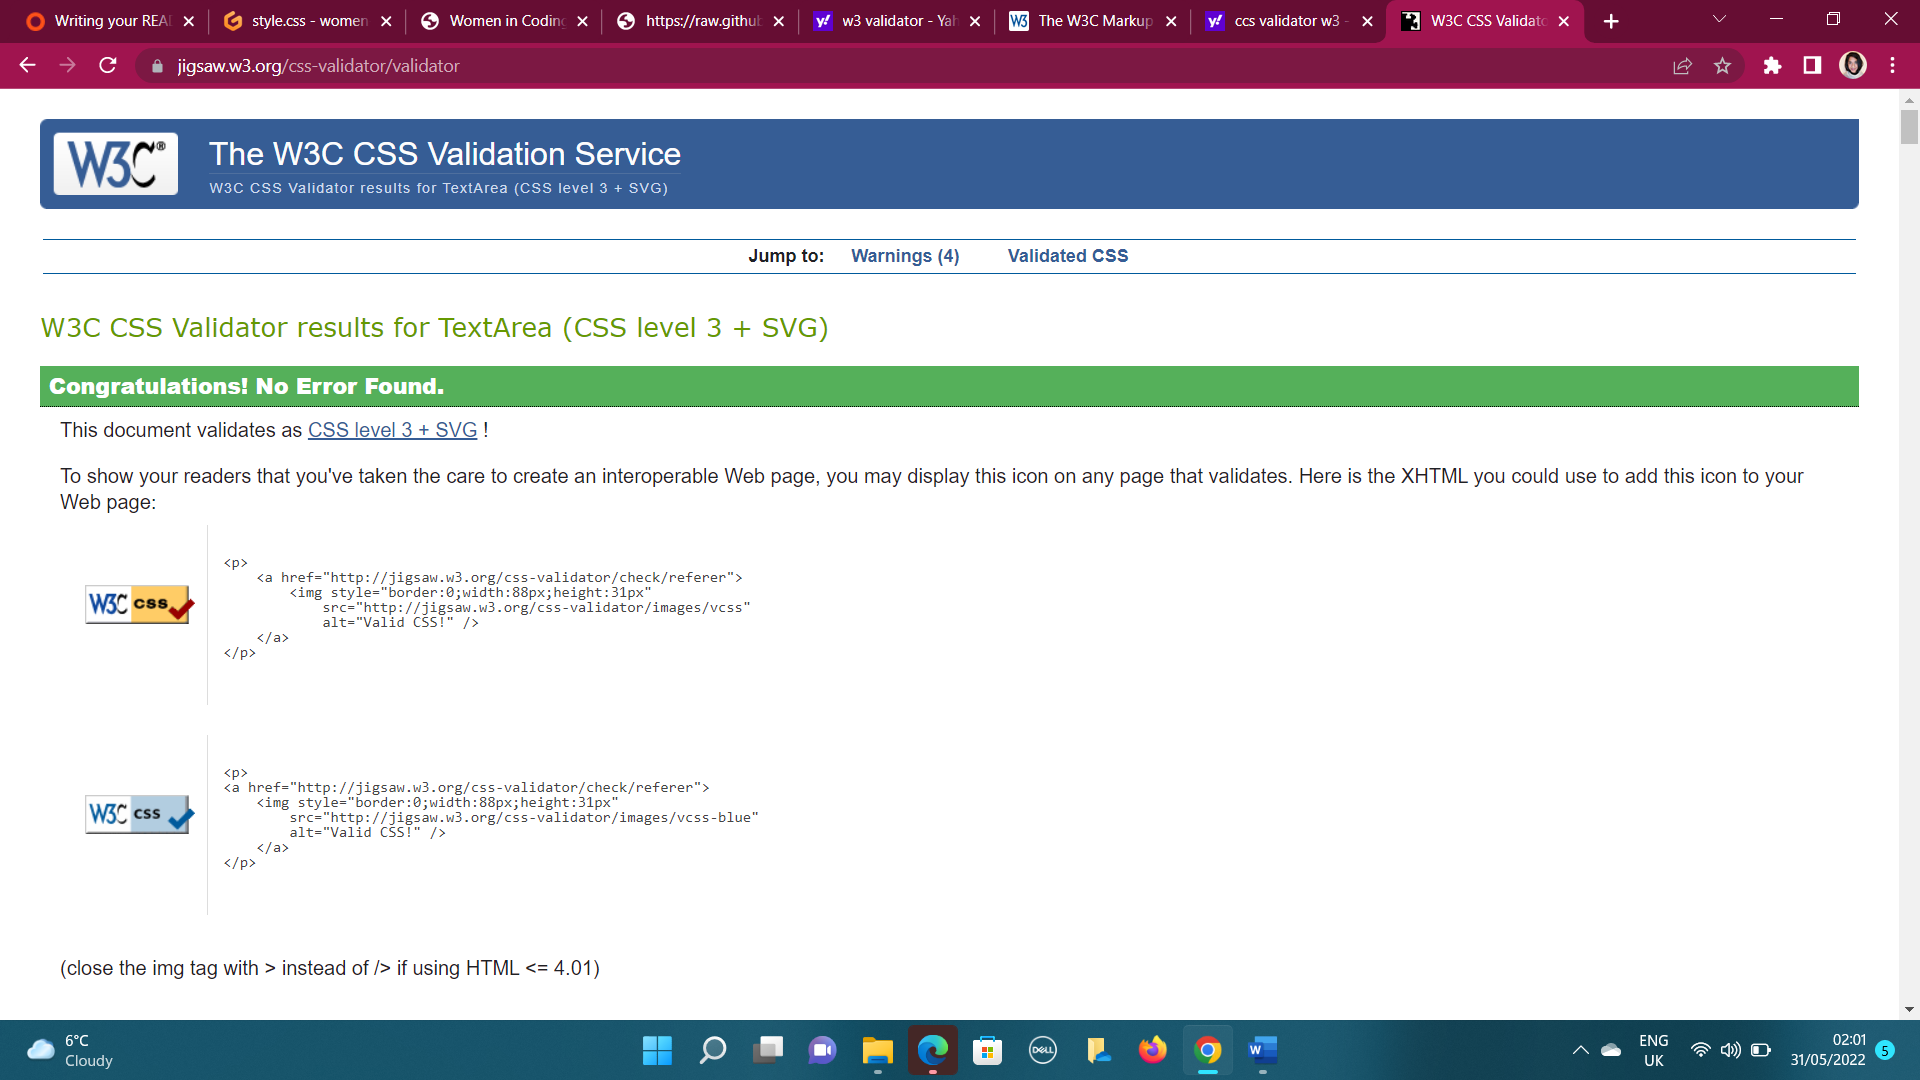 Writing your REA
style.css - women
Women in Coding
https://raw.githu
w3 validator - Yah
The W3C Markup
ccs validator w3 -
W3C CSS Validato
jigsaw.w3.org/css-validator/validator
W3C®
The W3C CSS Validation Service
W3C CSS Validator results for TextArea (CSS level 3 + SVG)
Jump to: Warnings (4) Validated CSS
W3C CSS Validator results for TextArea (CSS level 3 + SVG)
Congratulations! No Error Found.
This document validates as CSS level 3 + SVG !
To show your readers that you've taken the care to create an interoperable Web page, you may display this icon on any page that validates. Here is the XHTML you could use to add this icon to your
Web page:
W3C css
<p>
<a href="http://jigsaw.w3.org/css-validator/check/referer">
<img style="border:0;width:88px;height:31px"
src="http://jigsaw.w3.org/css-validator/images/vcss"
alt="Valid CSS!" />
</a>
</p>
W3C css
<p>
<a href="http://jigsaw.w3.org/css-validator/check/referer">
<img style="border:0;width:88px;height:31px"
src="http://jigsaw.w3.org/css-validator/images/vcss-blue"
alt="Valid CSS!" />
</a>
</p>
(close the img tag with > instead of /> if using HTML <= 4.01)
6°C
Cloudy
DELL
W
ENG
UK
02:01
31/05/2022
5